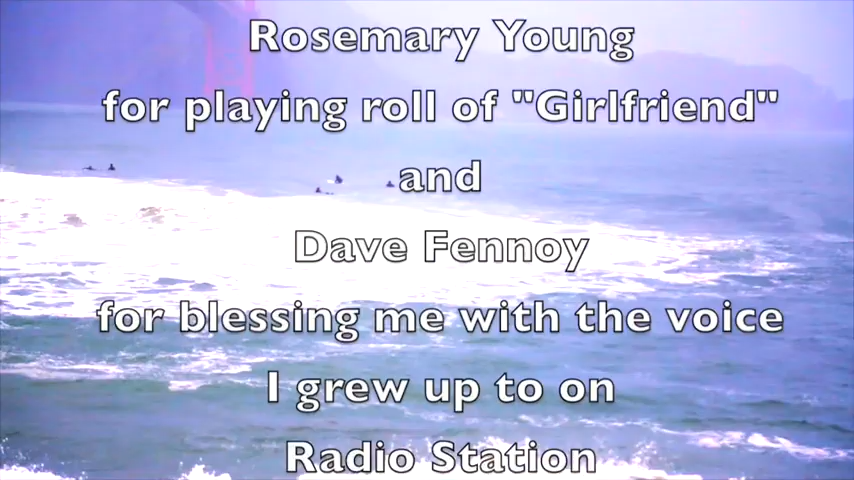 Rosemary Young
for playing roll of "Girlfriend"
and
Dave Fennoy
for blessing me with the voice
I grew up to on
Radio Station